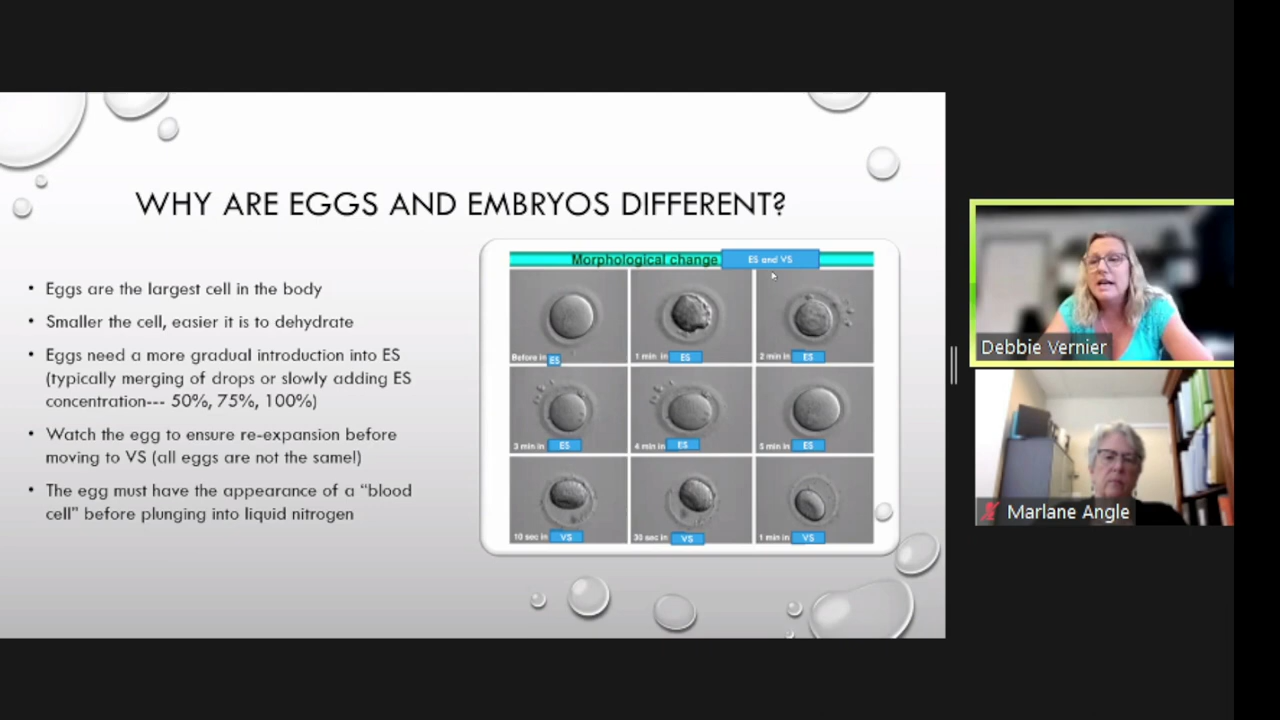 WHY ARE EGGS AND EMBRYOS DIFFERENT?
• Eggs are the largest cell in the body
• Smaller the cell, easier it is to dehydrate
• Eggs need a more gradual introduction into ES
(typically merging of drops or slowly adding ES
concentration--- 50%, 75%, 100%)
• Watch the egg to ensure re-expansion before
moving to VS (all eggs are not the same!)
• The egg must have the appearance of a "blood
cell" before plunging into liquid nitrogen
Morphological change ES and VS
Before in ES
1 min in ES
2 min in ES
3 min in ES
4 min in ES
5 min in ES
10 sec in VS
30 sec in VS
1 min in VS
Debbie Vernier
Marlane Angle